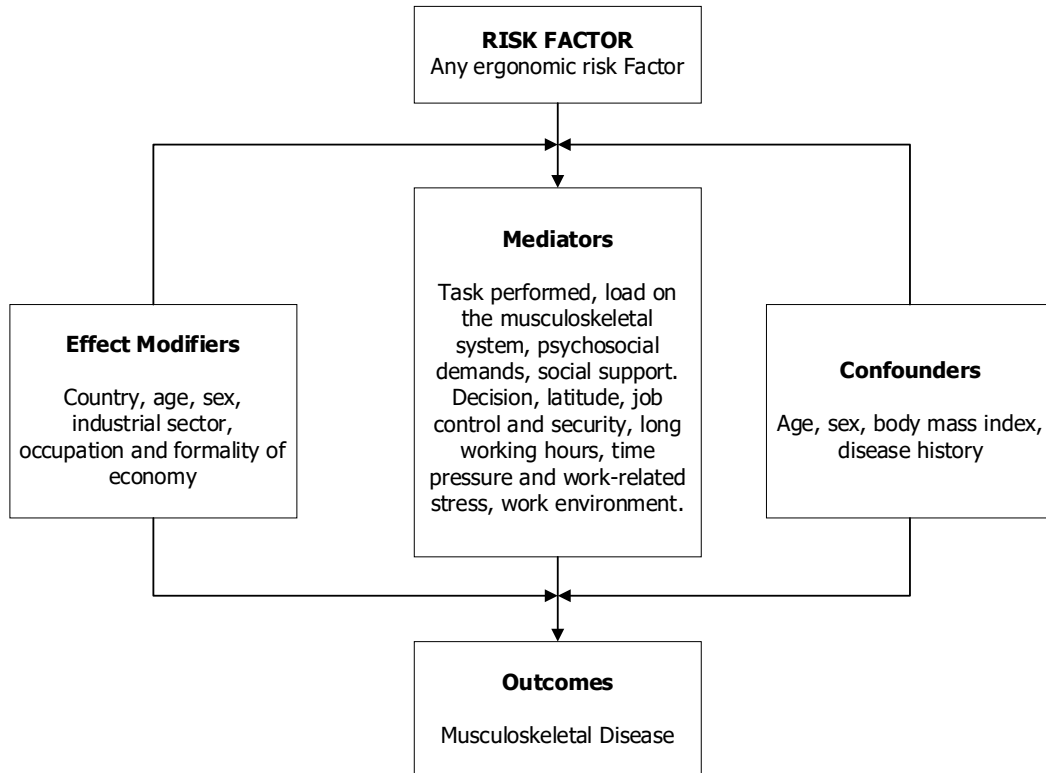 RISK FACTOR
Any ergonomic risk Factor
Mediators
Task performed, load on
the musculoskeletal
system, psychosocial
demands, social support.
Decision, latitude, job
control and security, long
working hours, time
pressure and work-related
stress, work environment.
Effect Modifiers
Country, age, sex,
industrial sector,
occupation and formality of
economy
Confounders
Age, sex, body mass index,
disease history
Outcomes
Musculoskeletal Disease